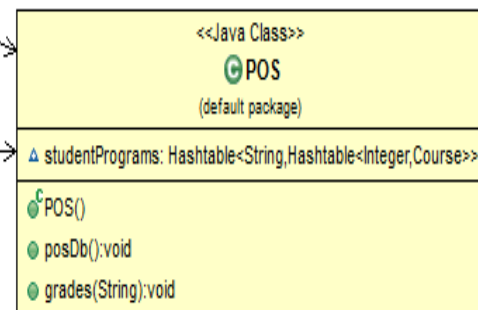 <<Java Class>>
C POS
(default package)
studentPrograms: Hashtable<String,Hashtable<Integer,Course>>
C POS()
posDb():void
grades(String):void